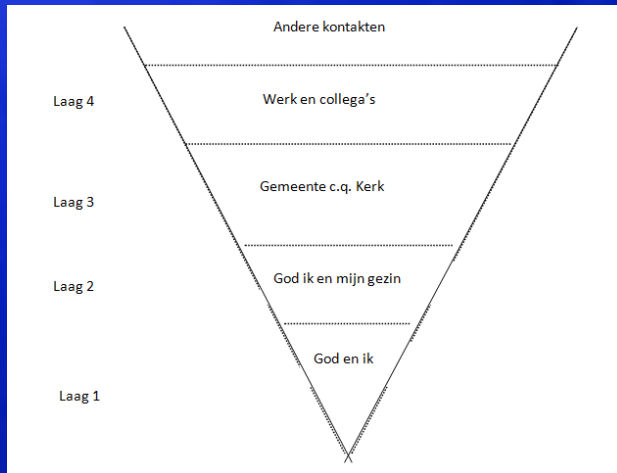 Andere kontakten
Laag 4
Werk en collega's
Laag 3
Gemeente c.q. Kerk
Laag 2
God ik en mijn gezin
God en ik
Laag 1